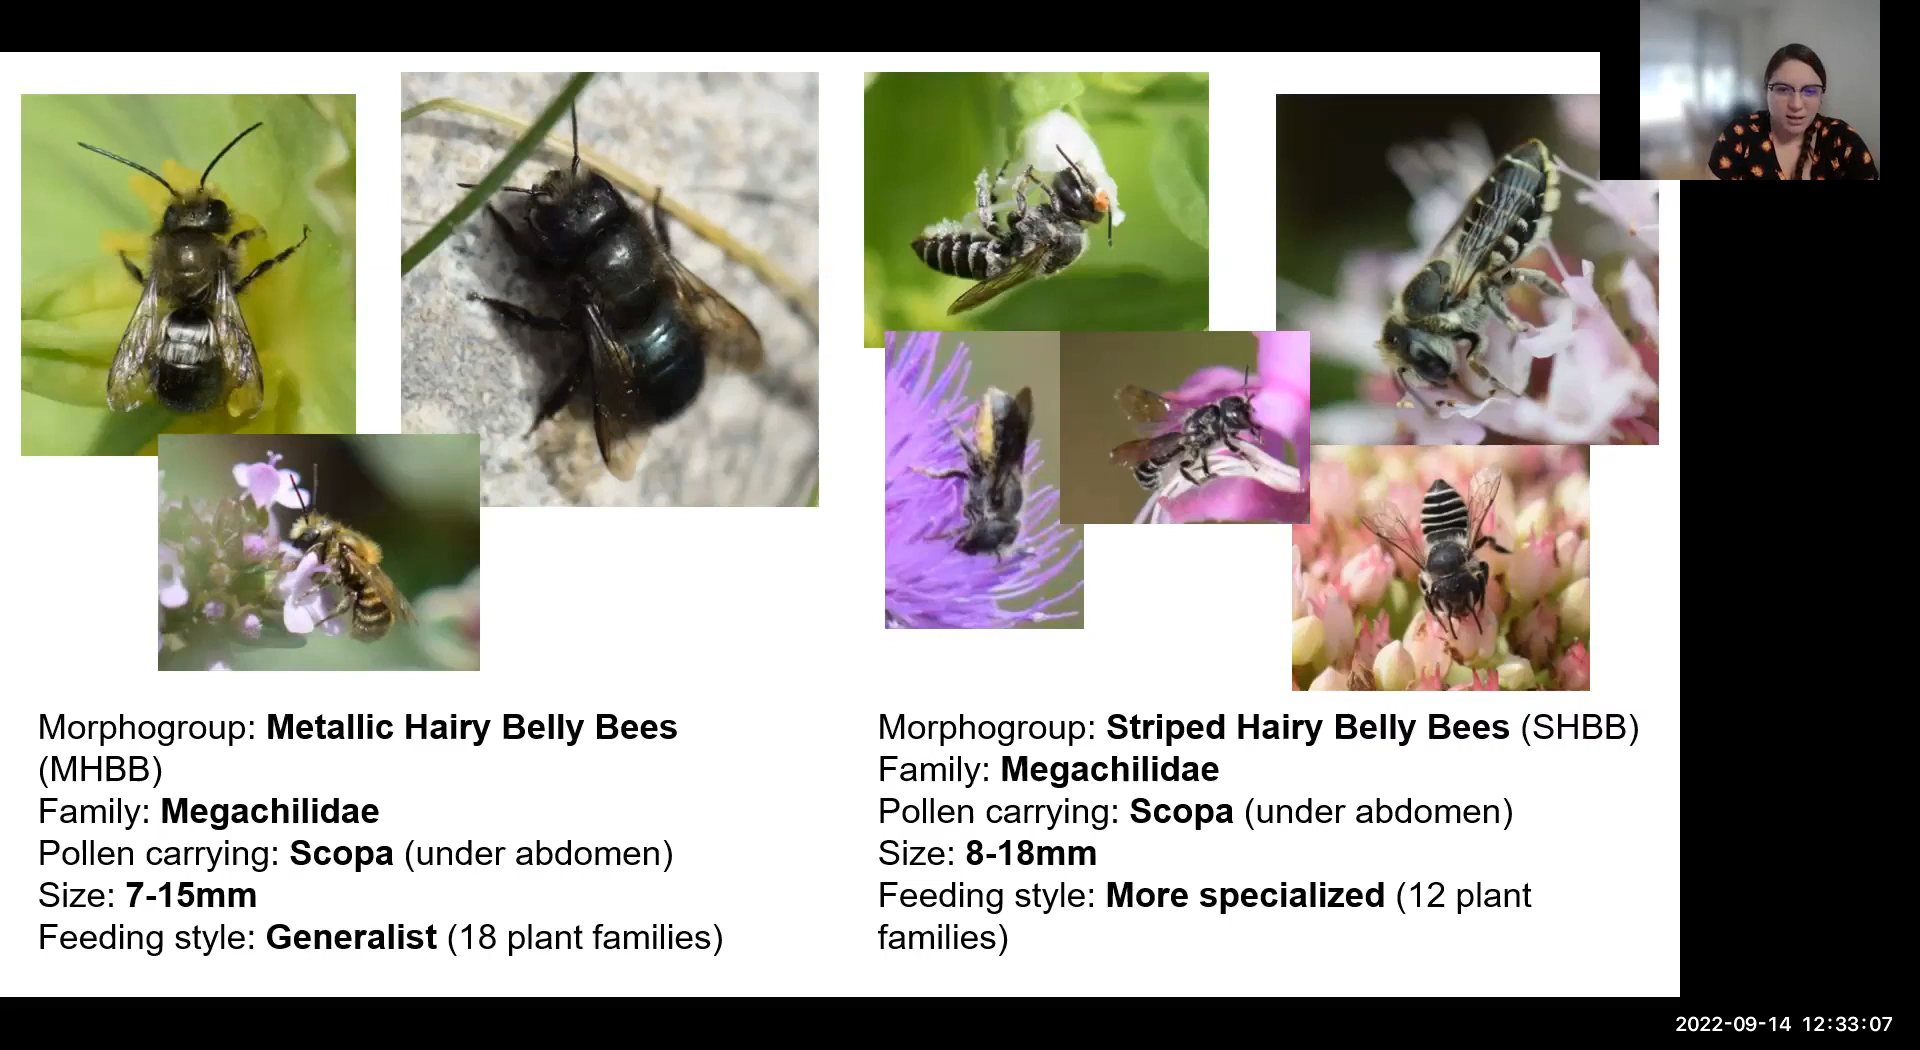 Morphogroup: Metallic Hairy Belly Bees
(MHBB)
Family: Megachilidae
Pollen carrying: Scopa (under abdomen)
Size: 7-15mm
Feeding style: Generalist (18 plant families)
Morphogroup: Striped Hairy Belly Bees (SHBB)
Family: Megachilidae
Pollen carrying: Scopa (under abdomen)
Size: 8-18mm
Feeding style: More specialized (12 plant
families)
2022-09-14 12:33:07